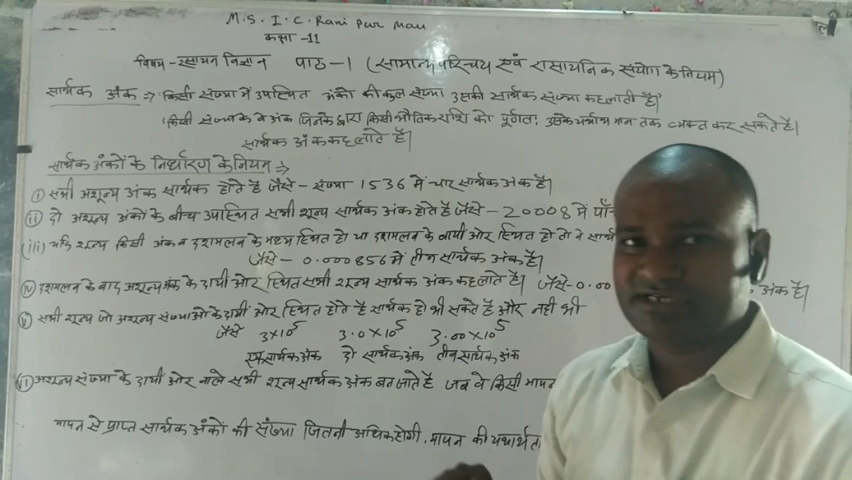 M.S.I.C. Rani Pur Mau
कक्षा -11
विषय - रसायन विज्ञान पाठ-1 (सामान्य परिचय एवं रासायनिक संयोग के नियम)
सार्थक अंक ⇒ किसी संख्या में उपस्थित अंकों की कुल संख्या उसकी सार्थक संख्या कहलाती है।
"किसी संख्या के वे अंक जिनके द्वारा किसी भौतिक राशि को पूर्णतः उसके यथार्थ मान तक व्यक्त कर सकते है।
सार्थक अंक कहलाते है।
सार्थक अंकों के निर्धारण के नियम ⇒
(i) सभी अशून्य अंक सार्थक होते है जैसे - संख्या 1536 में चार सार्थक अंक है।
(ii) दो अशून्य अंकों के बीच उपस्थित सभी शून्य सार्थक अंक होते है जैसे - 20008 में
(iii) यदि शून्य किसी अंक व दशमलव के मध्य स्थित हो या दशमलव के बायी ओर स्थित हो तो वे
जैसे - 0.000856 में तीन सार्थक अंक है।
(iv) दशमलव के बाद अशून्य अंक के दायी ओर स्थित सभी शून्य सार्थक अंक कहलाते है। जैसे - 0.00 अंक है।
(v) सभी शून्य जो अशून्य संख्याओ के दायीं ओर स्थित होते है सार्थक हो भी सकते है और नही भी
जैसे 3×10⁵ 3.0×10⁵ 3.00×10⁵
एक सार्थक अंक दो सार्थक अंक तीन सार्थक अंक
(vi) अशून्य संख्या के दायी ओर वाले सभी शून्य सार्थक अंक बन जाते है जब वे किसी मापन
मापन से प्राप्त सार्थक अंकों की संख्या जितनी अधिक होगी, मापन की यथार्थता